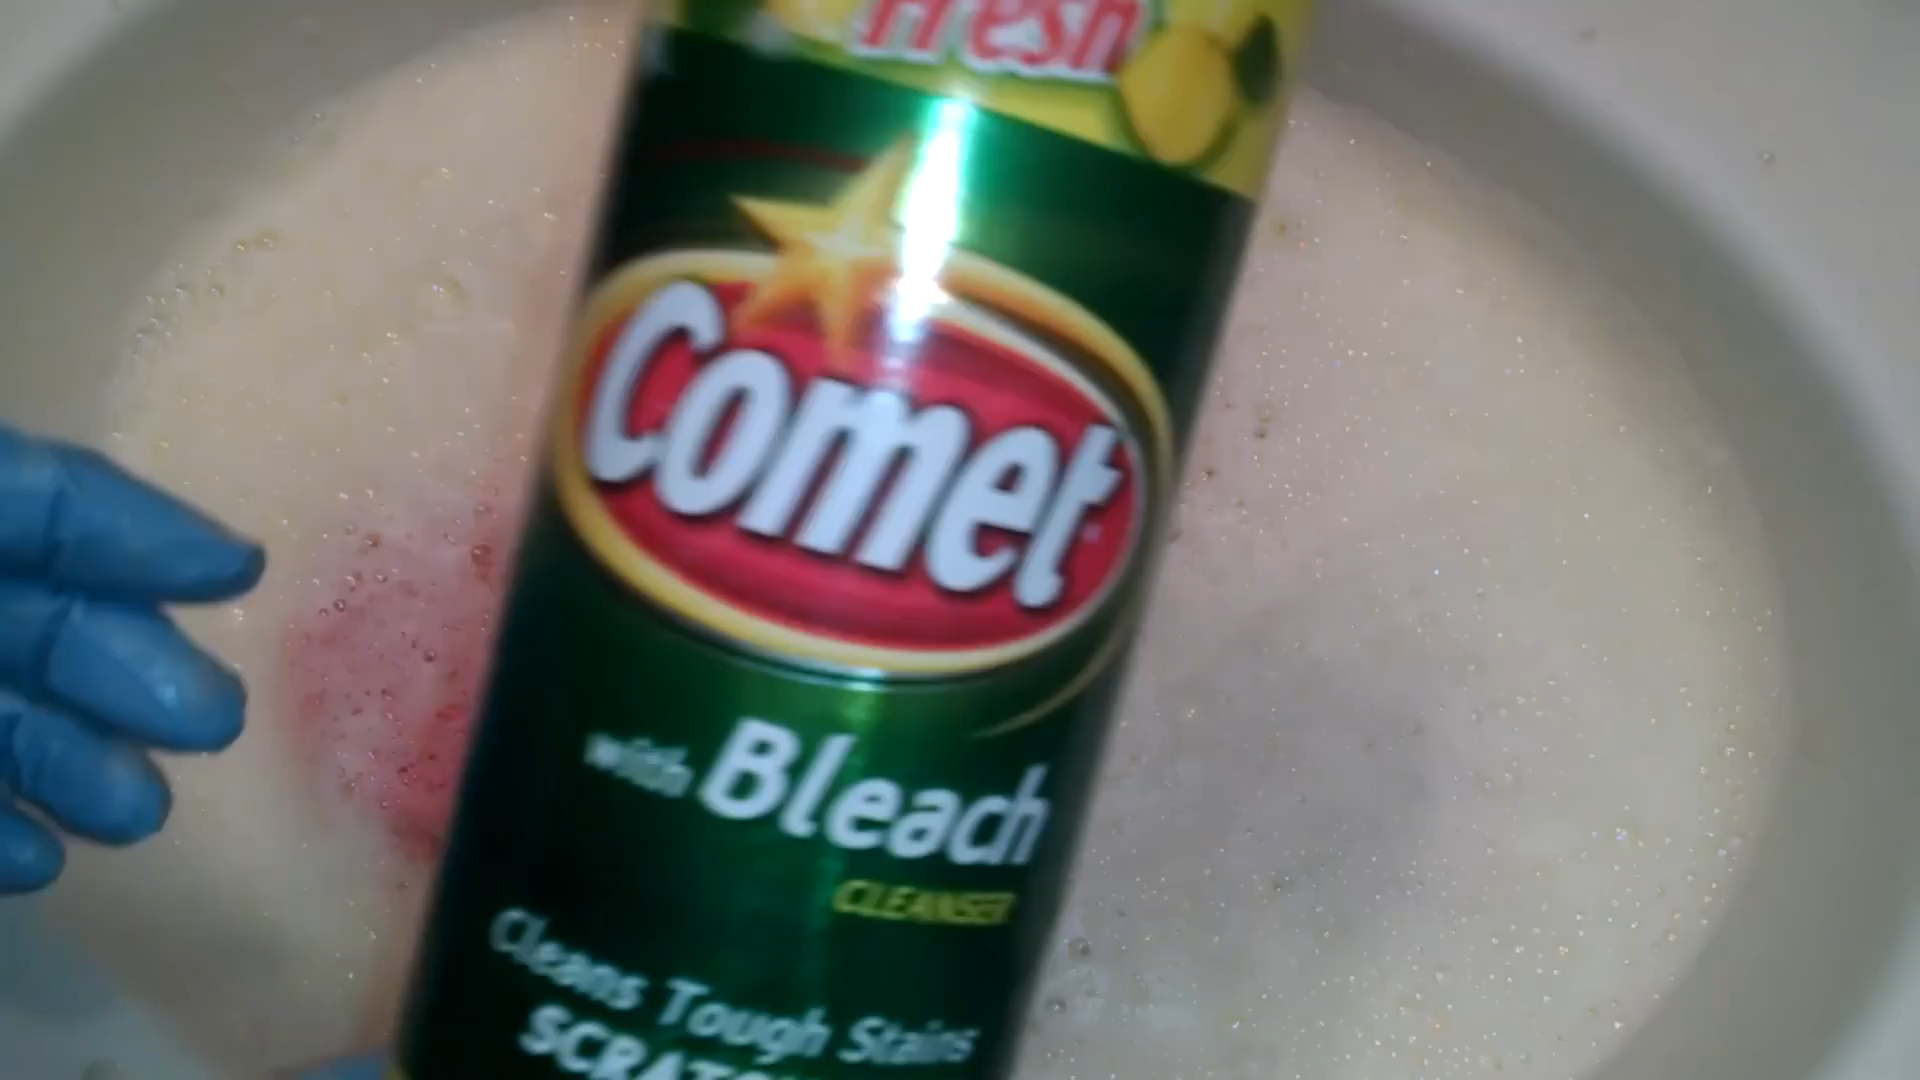 Fresh
Comet
with Bleach
CLEANSER
Cleans Tough Stains